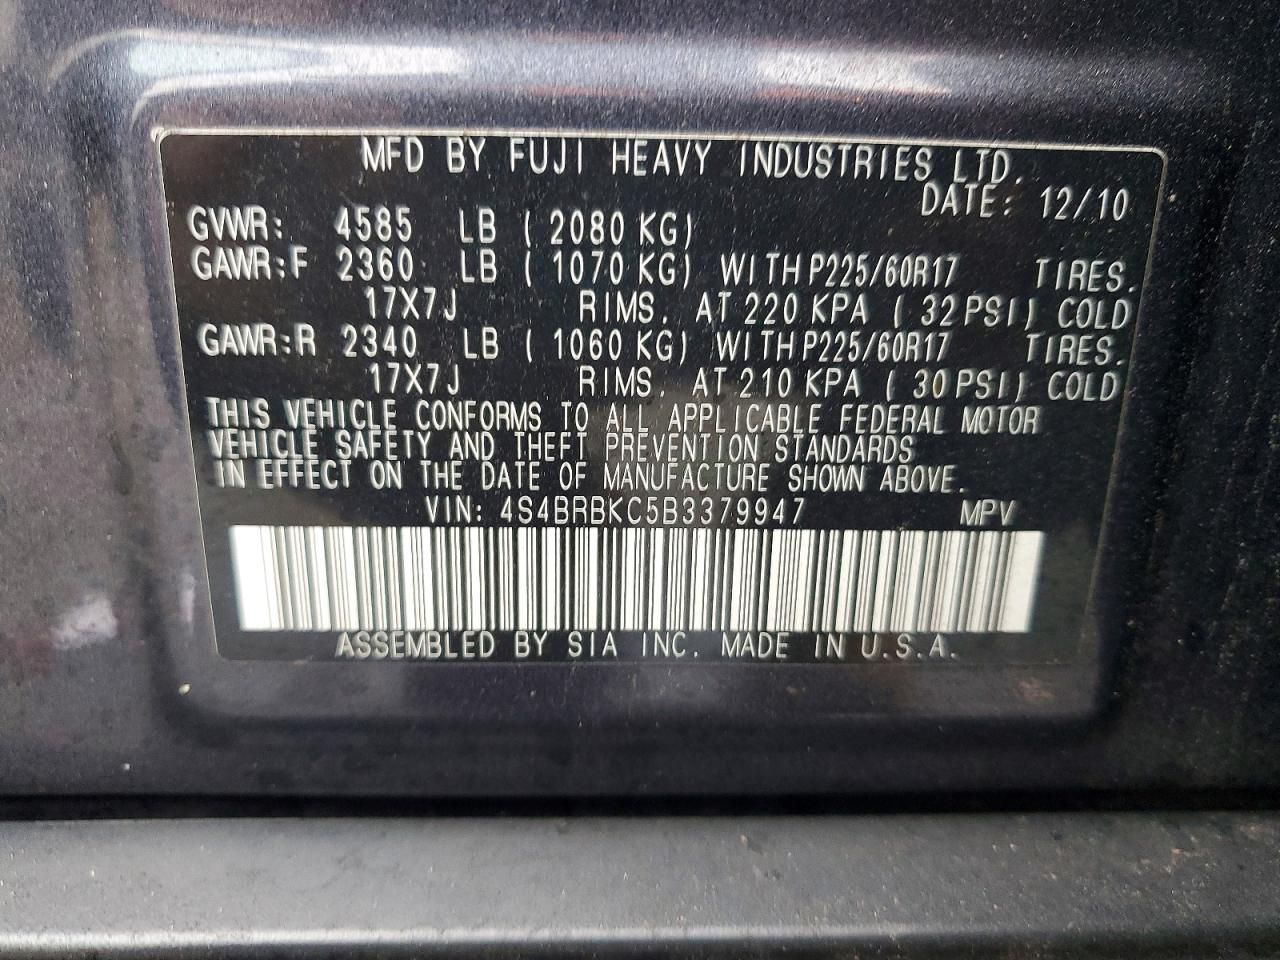 MFD BY FUJI HEAVY INDUSTRIES LTD.
DATE: 12/10
GVWR: 4585 LB ( 2080 KG)
GAWR:F 2360 LB ( 1070 KG) WITH P225/60R17 TIRES.
17X7J RIMS. AT 220 KPA ( 32 PSI) COLD
GAWR:R 2340 LB ( 1060 KG) WITH P225/60R17 TIRES.
17X7J RIMS. AT 210 KPA ( 30 PSI) COLD
THIS VEHICLE CONFORMS TO ALL APPLICABLE FEDERAL MOTOR
VEHICLE SAFETY AND THEFT PREVENTION STANDARDS
IN EFFECT ON THE DATE OF MANUFACTURE SHOWN ABOVE.
VIN: 4S4BRBKC5B3379947 MPV
ASSEMBLED BY SIA INC. MADE IN U.S.A.